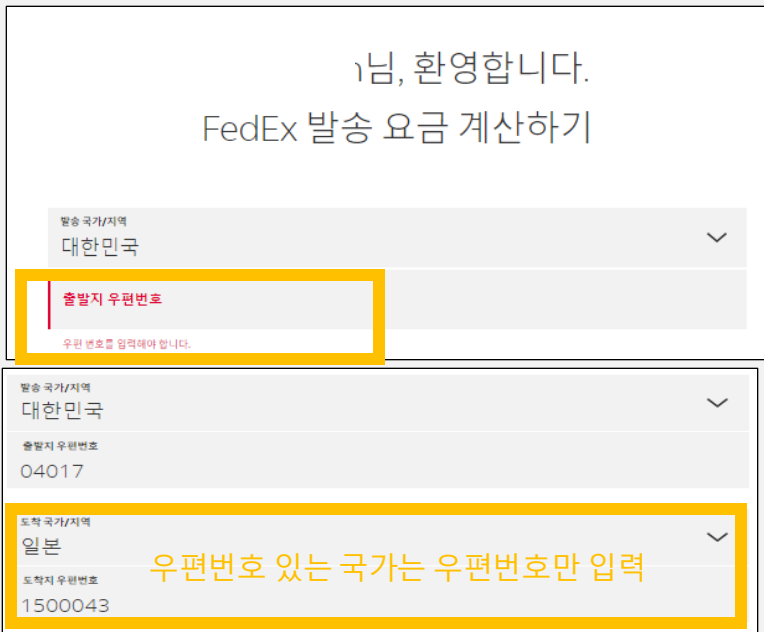 님, 환영합니다.
FedEx 발송 요금 계산하기
발송 국가/지역
대한민국
출발지 우편번호
우편 번호를 입력해야 합니다.
발송 국가/지역
대한민국
출발지 우편번호
04017
도착 국가/지역
일본
우편번호 있는 국가는 우편번호만 입력
도착지 우편번호
1500043